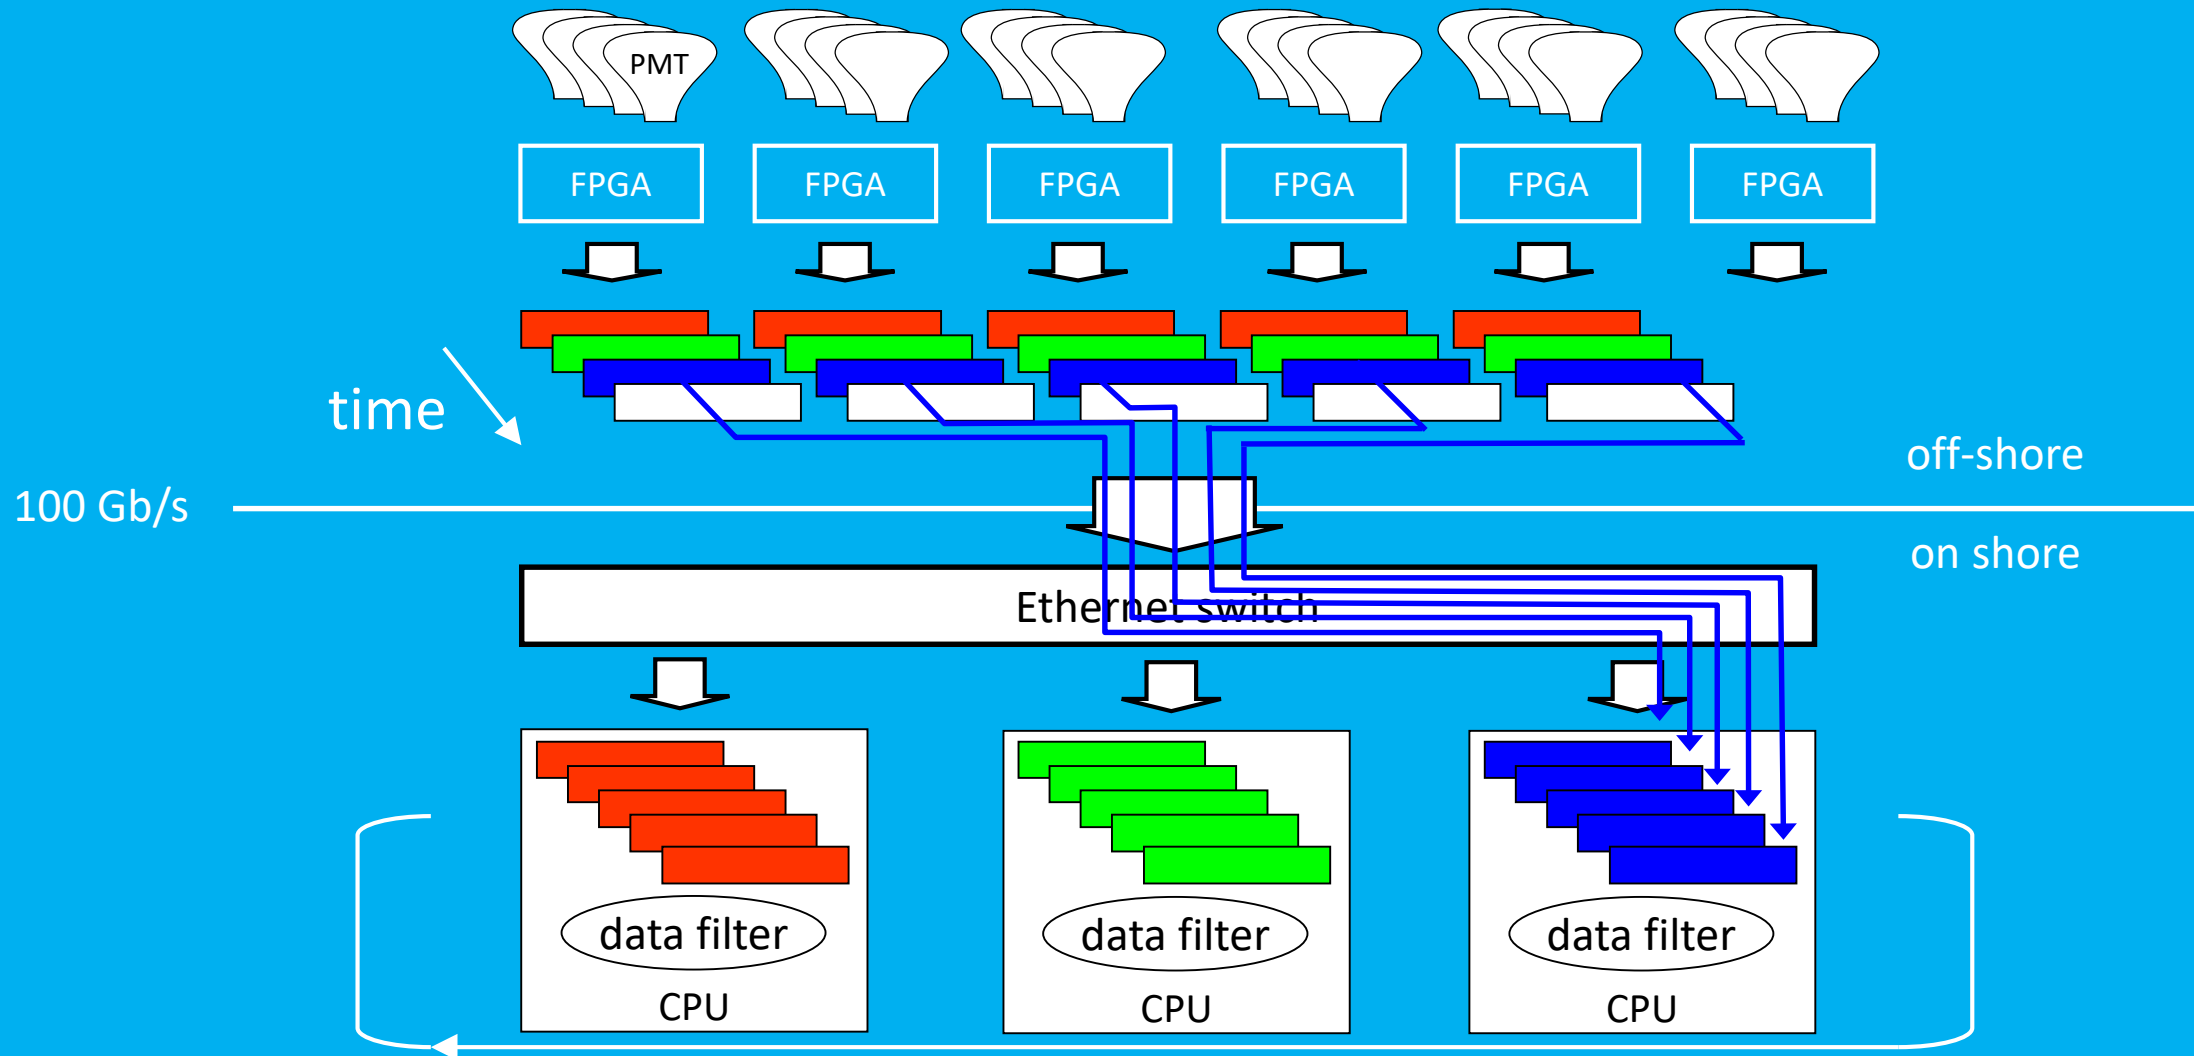 PMT
FPGA FPGA FPGA FPGA FPGA FPGA
time
off-shore
100 Gb/s
on shore
Ethernet switch
data filter data filter data filter
CPU CPU CPU